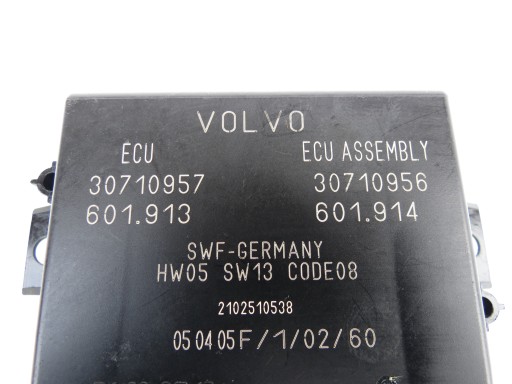 VOLVO
ECU ECU ASSEMBLY
30710957 30710956
601.913 601.914
SWF-GERMANY
HW05 SW13 CODE08
2102510538
050405F/1/02/60